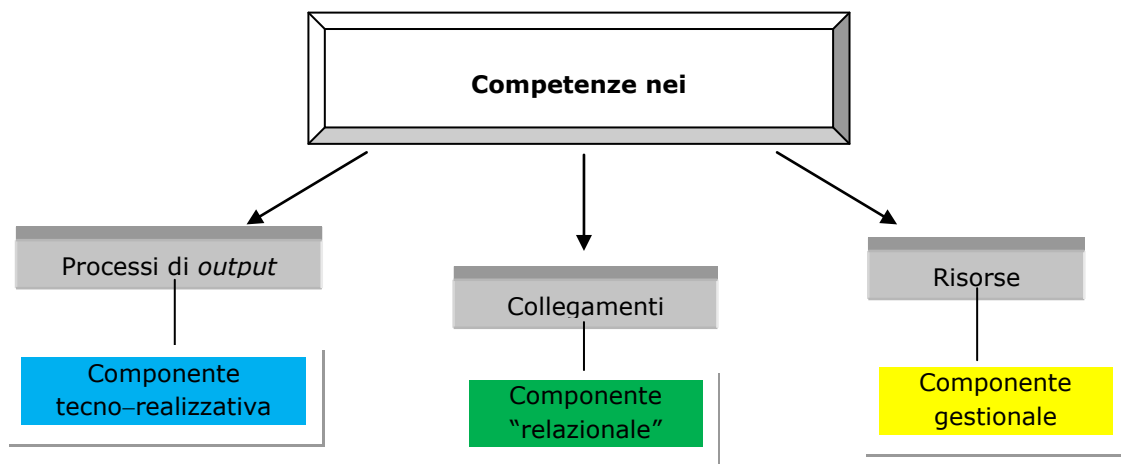 Competenze nei
Processi di output
Collegamenti
Risorse
Componente
tecno–realizzativa
Componente
“relazionale”
Componente
gestionale